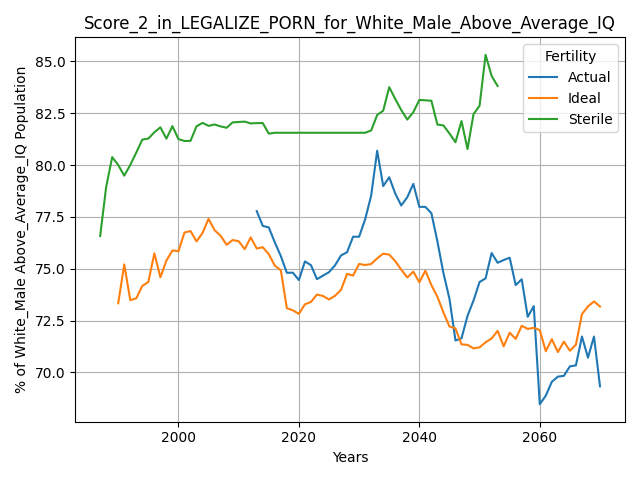 Score_2_in_LEGALIZE_PORN_for_White_Male_Above_Average_IQ
% of White_Male Above_Average_IQ Population
85.0
82.5
80.0
77.5
75.0
72.5
70.0
Fertility
Actual
Ideal
Sterile
2000
2020
2040
2060
Years